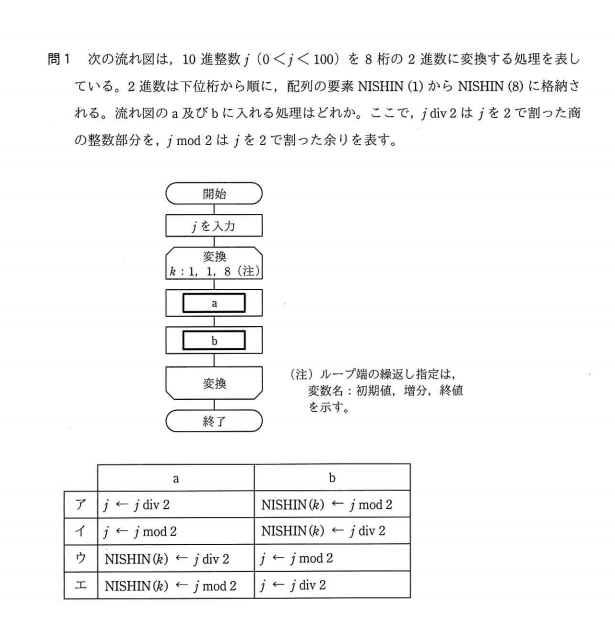 問1 次の流れ図は，10進整数 j（0＜j＜100）を8桁の2進数に変換する処理を表し
ている。2進数は下位桁から順に，配列の要素 NISHIN (1) から NISHIN (8) に格納さ
れる。流れ図の a 及び b に入れる処理はどれか。ここで，j div 2 は j を 2 で割った商
の整数部分を，j mod 2 は j を 2 で割った余りを表す。
開始
j を入力
変換
k：1，1，8（注）
a
b
変換
終了
（注）ループ端の繰返し指定は，
変数名：初期値，増分，終値
を示す。
a b
ア j ← j div 2 NISHIN(k) ← j mod 2
イ j ← j mod 2 NISHIN(k) ← j div 2
ウ NISHIN(k) ← j div 2 j ← j mod 2
エ NISHIN(k) ← j mod 2 j ← j div 2